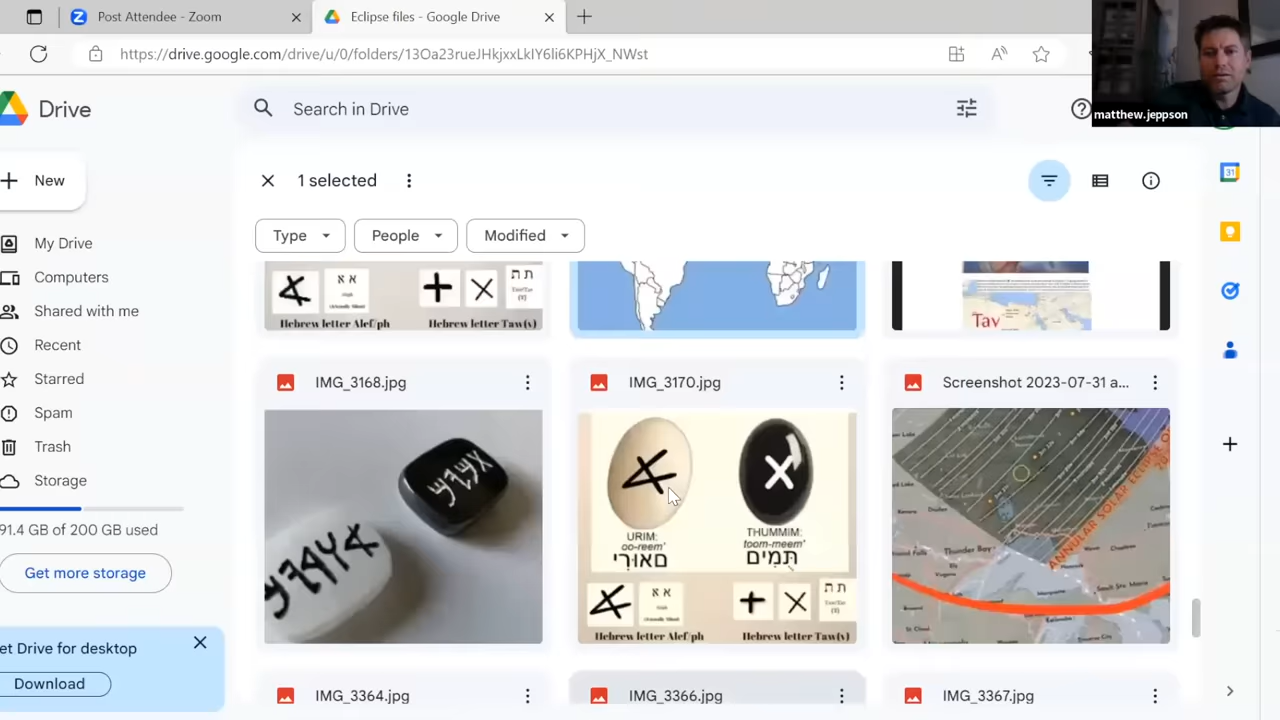 Post Attendee - Zoom
Eclipse files - Google Drive
https://drive.google.com/drive/u/0/folders/13Oa23rueJHkjxxLkIY6li6KPHjX_NWst
matthew.jeppson
Drive
Search in Drive
New
1 selected
31
Type
People
Modified
My Drive
Computers
Shared with me
Recent
Starred
Spam
Trash
Storage
91.4 GB of 200 GB used
Get more storage
et Drive for desktop
Download
א א
ת ת
Hebrew letter Alef/ph
Hebrew letter Taw(s)
Tav
IMG_3168.jpg
IMG_3170.jpg
Screenshot 2023-07-31 a...
URIM:
oo-reem'
THUMMIM:
toom-meem'
תֻּמִּים
א א
ת ת
Hebrew letter Alef/ph
Hebrew letter Taw(s)
Thunder Bay
ANNULAR SOLAR ECLIPSE O
IMG_3364.jpg
IMG_3366.jpg
IMG_3367.jpg